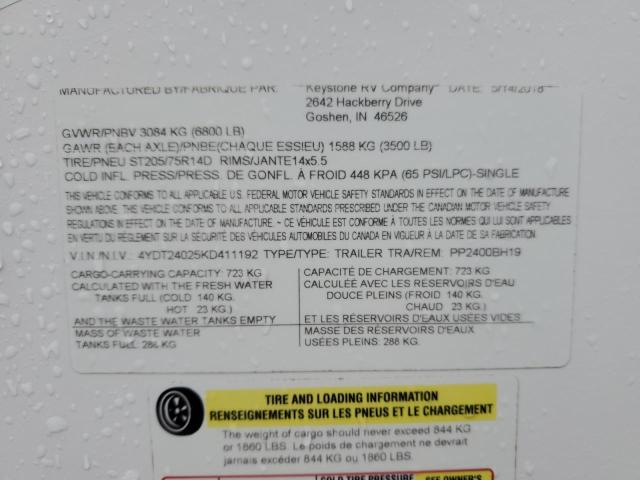 MANUFACTURED BY/FABRIQUE PAR: Keystone RV Company DATE: 5/14/2018
2642 Hackberry Drive
Goshen, IN 46526
GVWR/PNBV 3084 KG (6800 LB)
GAWR (EACH AXLE)/PNBE(CHAQUE ESSIEU) 1588 KG (3500 LB)
TIRE/PNEU ST205/75R14D RIMS/JANTE14x5.5
COLD INFL. PRESS/PRESS. DE GONFL. À FROID 448 KPA (65 PSI/LPC)-SINGLE
THIS VEHICLE CONFORMS TO ALL APPLICABLE U.S. FEDERAL MOTOR VEHICLE SAFETY STANDARDS IN EFFECT ON THE DATE OF MANUFACTURE
SHOWN ABOVE. THIS VEHICLE CONFORMS TO ALL APPLICABLE STANDARDS PRESCRIBED UNDER THE CANADIAN MOTOR VEHICLE SAFETY
REGULATIONS IN EFFECT ON THE DATE OF MANUFACTURE. ~ CE VÉHICULE EST CONFORME À TOUTES LES NORMES QUI LUI SONT APPLICABLES
EN VERTU DU RÈGLEMENT SUR LA SÉCURITÉ DES VÉHICULES AUTOMOBILES DU CANADA EN VIGUEUR À LA DATE DE SA FABRICATION.
V.I.N./N.I.V.: 4YDT24025KD411192 TYPE/TYPE: TRAILER TRA/REM: PP2400BH19
CARGO-CARRYING CAPACITY: 723 KG
CALCULATED WITH THE FRESH WATER
TANKS FULL (COLD 140 KG.
HOT 23 KG.)
AND THE WASTE WATER TANKS EMPTY
MASS OF WASTE WATER
TANKS FULL: 288 KG
CAPACITÉ DE CHARGEMENT: 723 KG
CALCULÉE AVEC LES RÉSERVOIRS D'EAU
DOUCE PLEINS (FROID 140 KG.
CHAUD 23 KG.)
ET LES RÉSERVOIRS D'EAUX USÉES VIDES
MASSE DES RÉSERVOIRS D'EAUX
USÉES PLEINS: 288 KG.
TIRE AND LOADING INFORMATION
RENSEIGNEMENTS SUR LES PNEUS ET LE CHARGEMENT
The weight of cargo should never exceed 844 KG
or 1860 LBS. Le poids de chargement ne devrait
jamais excéder 844 KG ou 1860 LBS.
COLD TIRE PRESSURE SEE OWNER'S